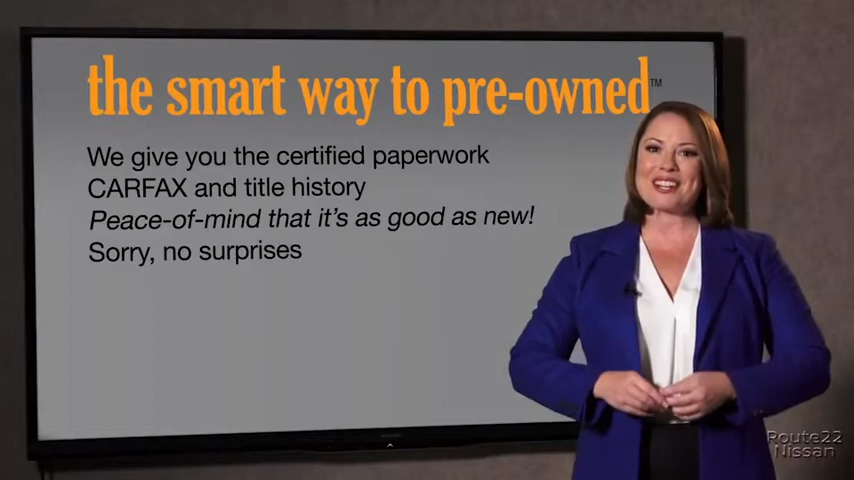 the smart way to pre-owned™
We give you the certified paperwork
CARFAX and title history
Peace-of-mind that it's as good as new!
Sorry, no surprises
Route22
Nissan